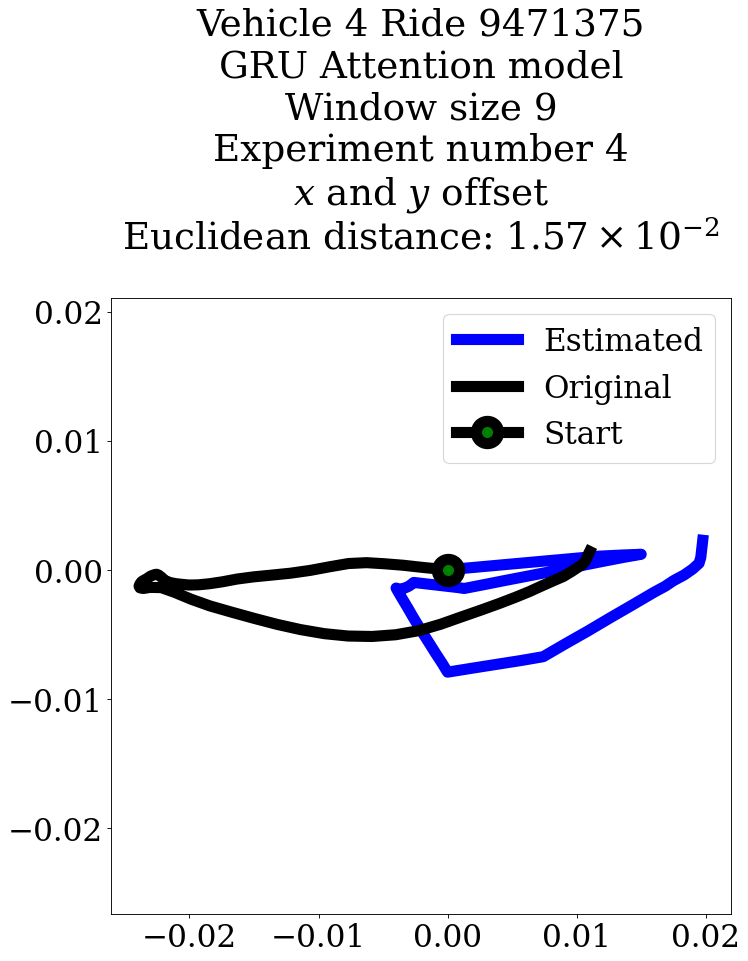 Vehicle 4 Ride 9471375
GRU Attention model
Window size 9
Experiment number 4
x and y offset
Euclidean distance: 1.57 × 10⁻²
Estimated
Original
Start
0.02
0.01
0.00
−0.01
−0.02
−0.02 −0.01 0.00 0.01 0.02